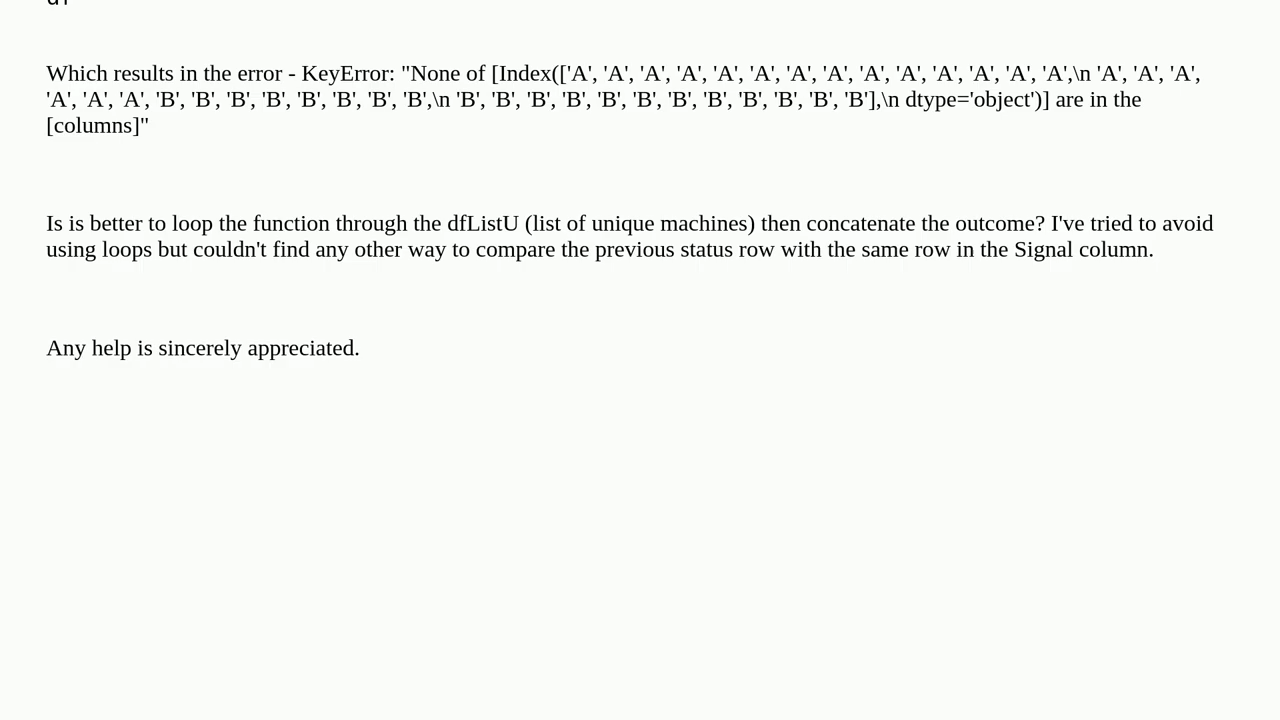 Which results in the error - KeyError: "None of [Index(['A', 'A', 'A', 'A', 'A', 'A', 'A', 'A', 'A', 'A', 'A', 'A', 'A', 'A',\n 'A', 'A', 'A',
'A', 'A', 'A', 'B', 'B', 'B', 'B', 'B', 'B', 'B', 'B',\n 'B', 'B', 'B', 'B', 'B', 'B', 'B', 'B', 'B', 'B', 'B', 'B'],\n dtype='object')] are in the
[columns]"
Is is better to loop the function through the dfListU (list of unique machines) then concatenate the outcome? I've tried to avoid
using loops but couldn't find any other way to compare the previous status row with the same row in the Signal column.
Any help is sincerely appreciated.